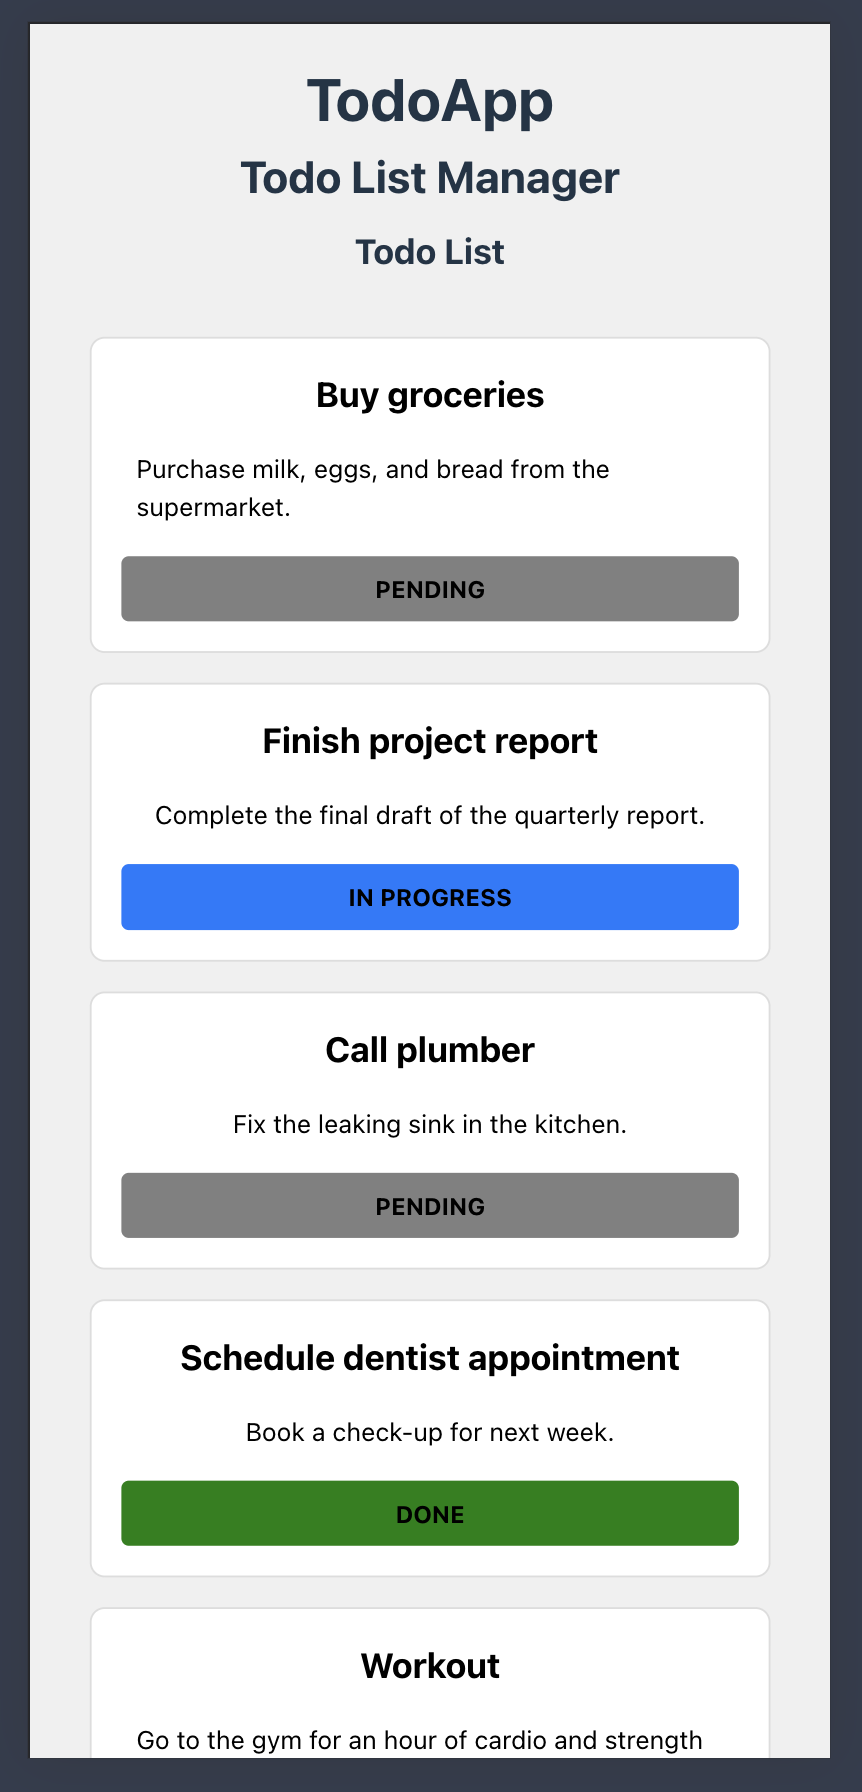 TodoApp
Todo List Manager
Todo List
Buy groceries
Purchase milk, eggs, and bread from the
supermarket.
PENDING
Finish project report
Complete the final draft of the quarterly report.
IN PROGRESS
Call plumber
Fix the leaking sink in the kitchen.
PENDING
Schedule dentist appointment
Book a check-up for next week.
DONE
Workout
Go to the gym for an hour of cardio and strength